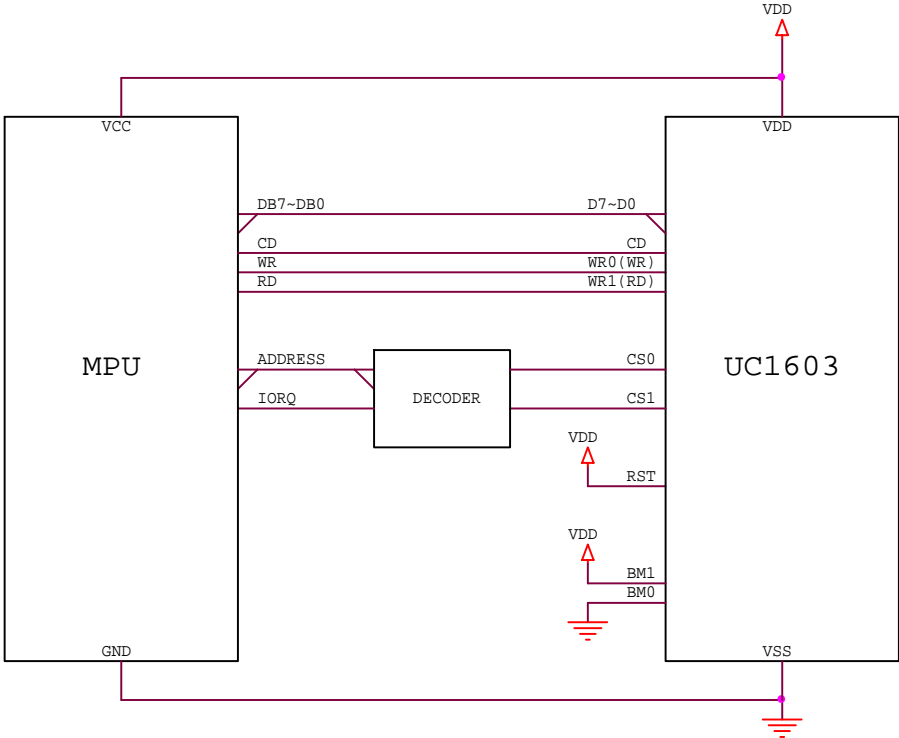 VDD
VCC VDD
DB7~DB0 D7~D0
CD CD
WR WR0(WR)
RD WR1(RD)
ADDRESS CS0
MPU UC1603
IORQ DECODER CS1
VDD
RST
VDD
BM1
BM0
GND VSS